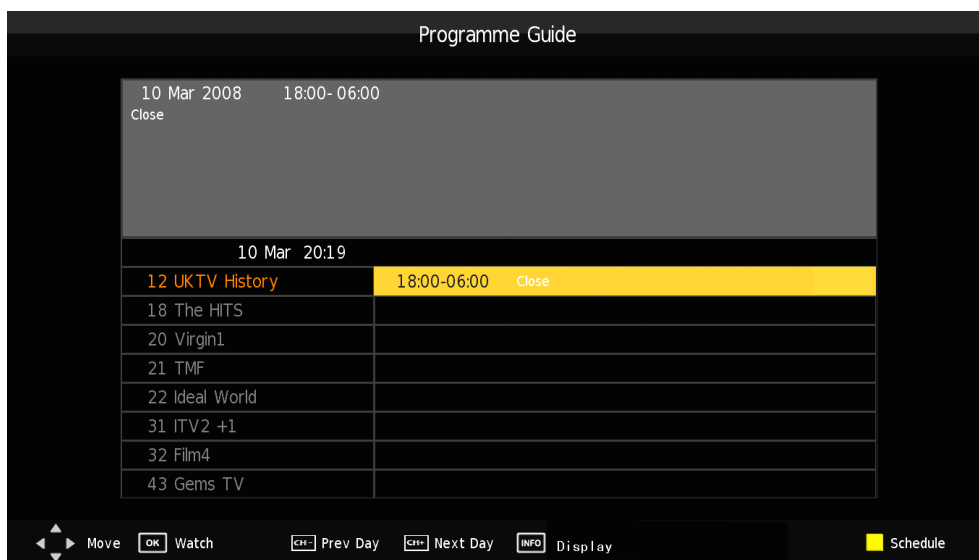 Programme Guide
10 Mar 2008 18:00- 06:00
Close
10 Mar 20:19
12 UKTV History 18:00-06:00 Close
18 The HITS
20 Virgin1
21 TMF
22 Ideal World
31 ITV2 +1
32 Film4
43 Gems TV
Move OK Watch CH- Prev Day CH+ Next Day INFO Display Schedule